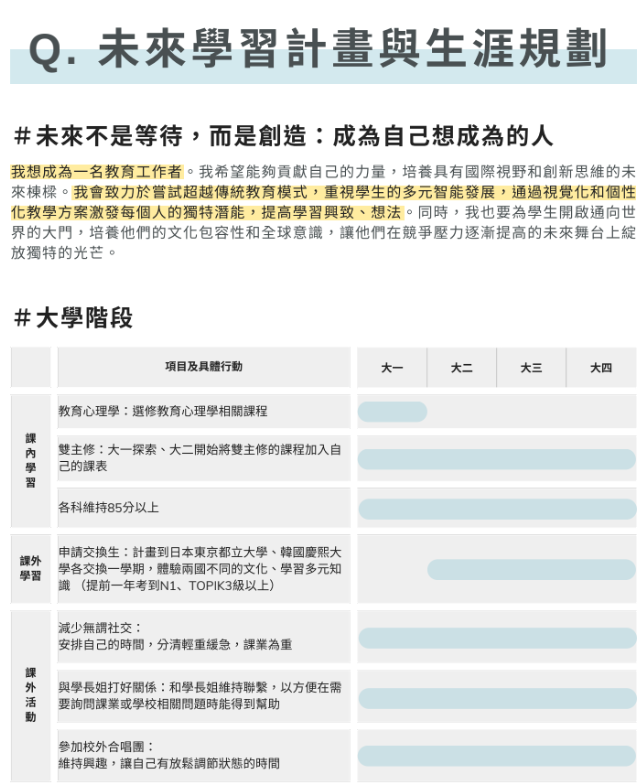 Q. 未來學習計畫與生涯規劃
＃未來不是等待，而是創造：成為自己想成為的人
我想成為一名教育工作者。我希望能夠貢獻自己的力量，培養具有國際視野和創新思維的未
來棟樑。我會致力於嘗試超越傳統教育模式，重視學生的多元智能發展，通過視覺化和個性
化教學方案激發每個人的獨特潛能，提高學習興致、想法。同時，我也要為學生開啟通向世
界的大門，培養他們的文化包容性和全球意識，讓他們在競爭壓力逐漸提高的未來舞台上綻
放獨特的光芒。
＃大學階段
項目及具體行動
大一
大二
大三
大四
課
內
學
習
教育心理學：選修教育心理學相關課程
雙主修：大一探索、大二開始將雙主修的課程加入自
己的課表
各科維持85分以上
課外
學習
申請交換生：計畫到日本東京都立大學、韓國慶熙大
學各交換一學期，體驗兩國不同的文化、學習多元知
識 （提前一年考到N1、TOPIK3級以上）
課
外
活
動
減少無謂社交：
安排自己的時間，分清輕重緩急，課業為重
與學長姐打好關係：和學長姐維持聯繫，以方便在需
要詢問課業或學校相關問題時能得到幫助
參加校外合唱團：
維持興趣，讓自己有放鬆調節狀態的時間